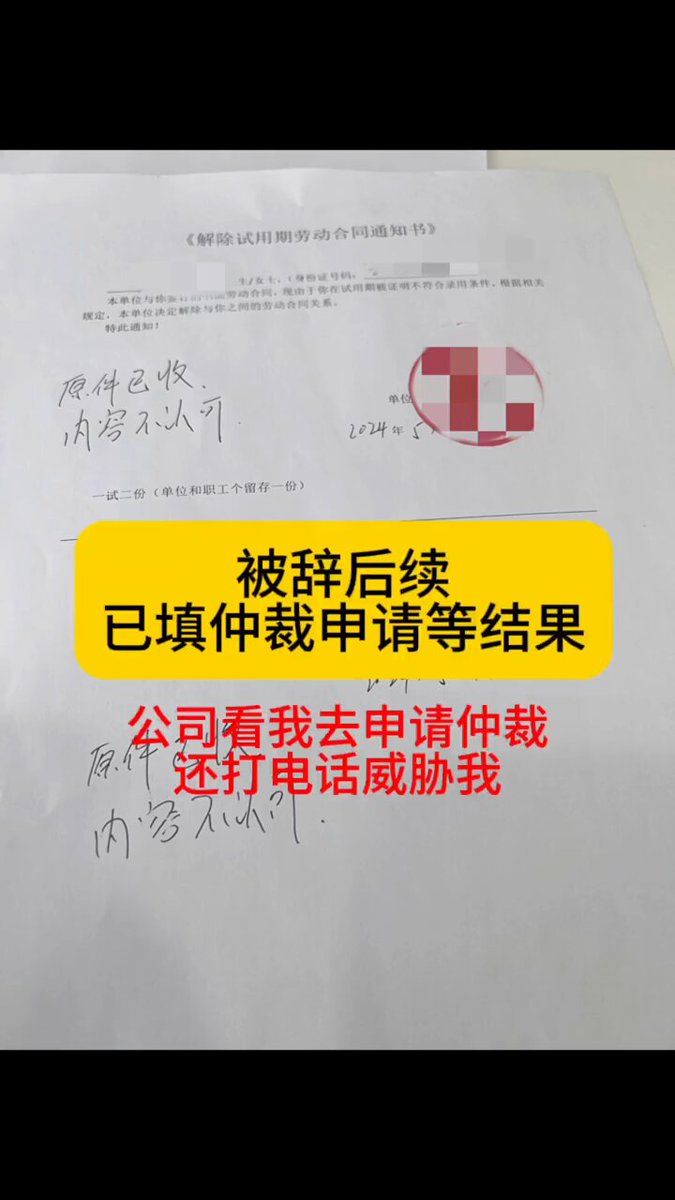 《解除试用期劳动合同通知书》
生/女士，（身份证号码，
本单位与你签订的书面劳动合同，现由于你在试用期被证明不符合录用条件，根据相关
规定，本单位决定解除与你之间的劳动合同关系。
特此通知！
原件已收、
内容不认可.
单位
2024年5
一试二份（单位和职工个留存一份）
被辞后续
已填仲裁申请等结果
公司看我去申请仲裁
还打电话威胁我
原件已收
内容不认可.